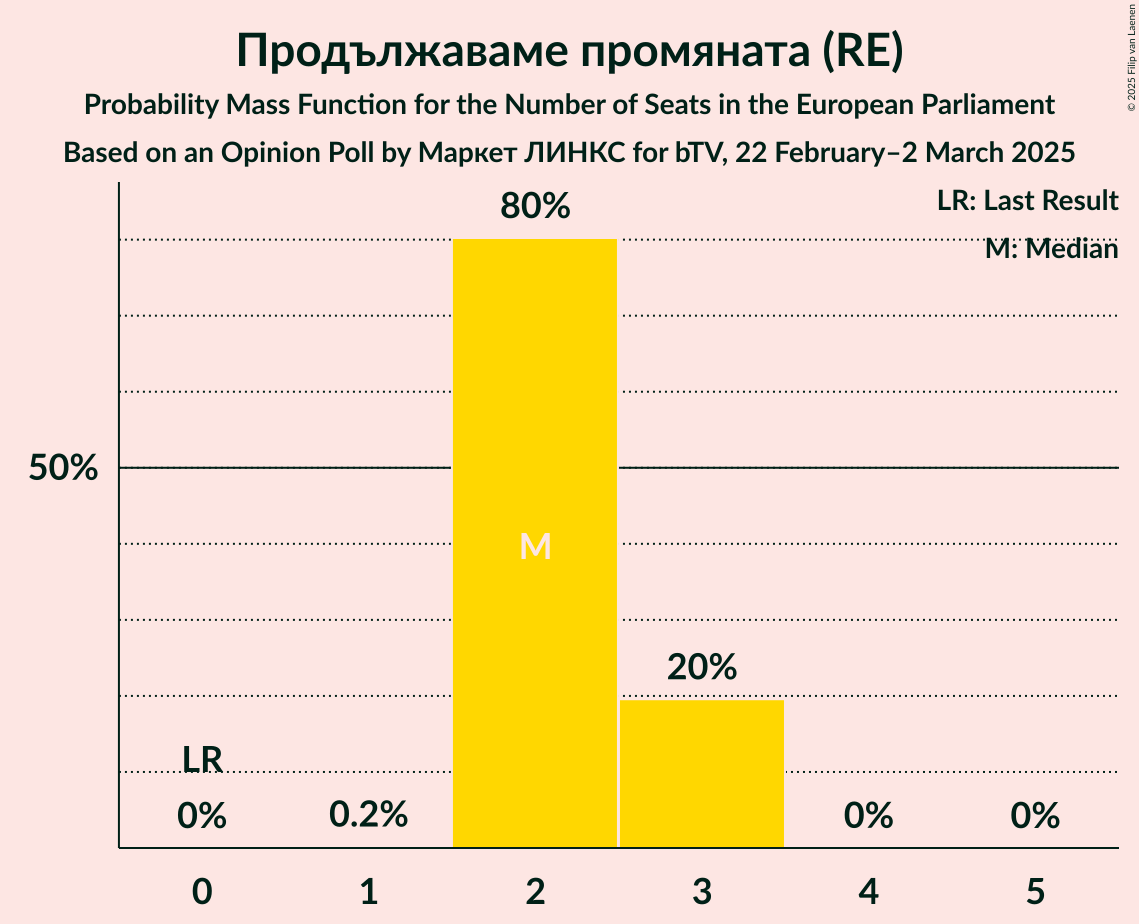 Продължаваме промяната (RE)
Probability Mass Function for the Number of Seats in the European Parliament
Based on an Opinion Poll by Маркет ЛИНКС for bTV, 22 February–2 March 2025
© 2025 Filip van Laenen
LR: Last Result
M: Median
80%
50%
M
20%
LR
0%
0.2%
0%
0%
0
1
2
3
4
5